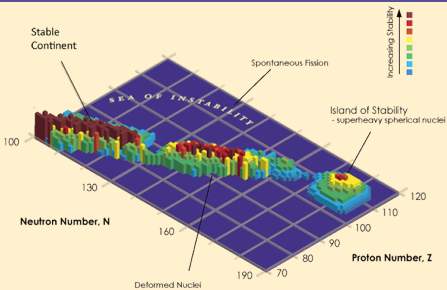 Stable
Continent
Increasing Stability
Spontaneous Fission
SEA OF INSTABILITY
Island of Stability
- superheavy spherical nuclei
100
130
160
190
70
80
90
100
110
120
Neutron Number, N
Proton Number, Z
Deformed Nuclei